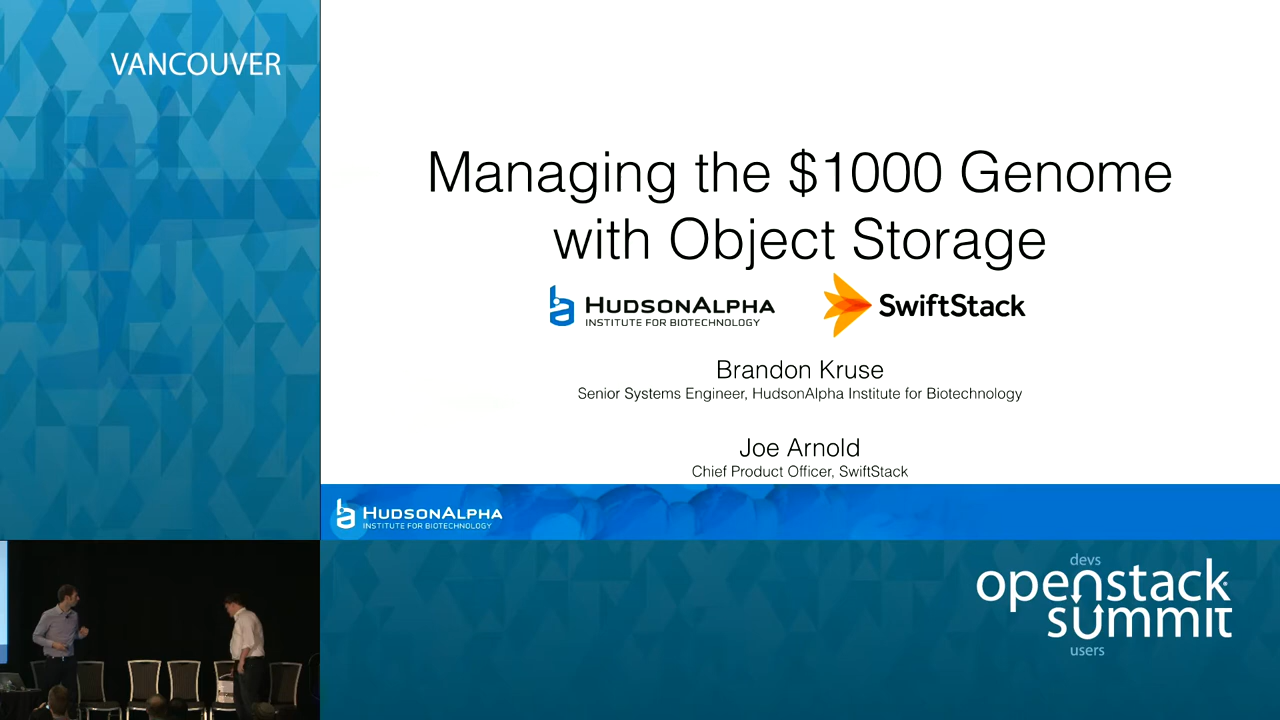 VANCOUVER
Managing the $1000 Genome
with Object Storage
HUDSONALPHA
INSTITUTE FOR BIOTECHNOLOGY
SwiftStack
Brandon Kruse
Senior Systems Engineer, HudsonAlpha Institute for Biotechnology
Joe Arnold
Chief Product Officer, SwiftStack
HUDSONALPHA
INSTITUTE FOR BIOTECHNOLOGY
devs
openstack
summit
users